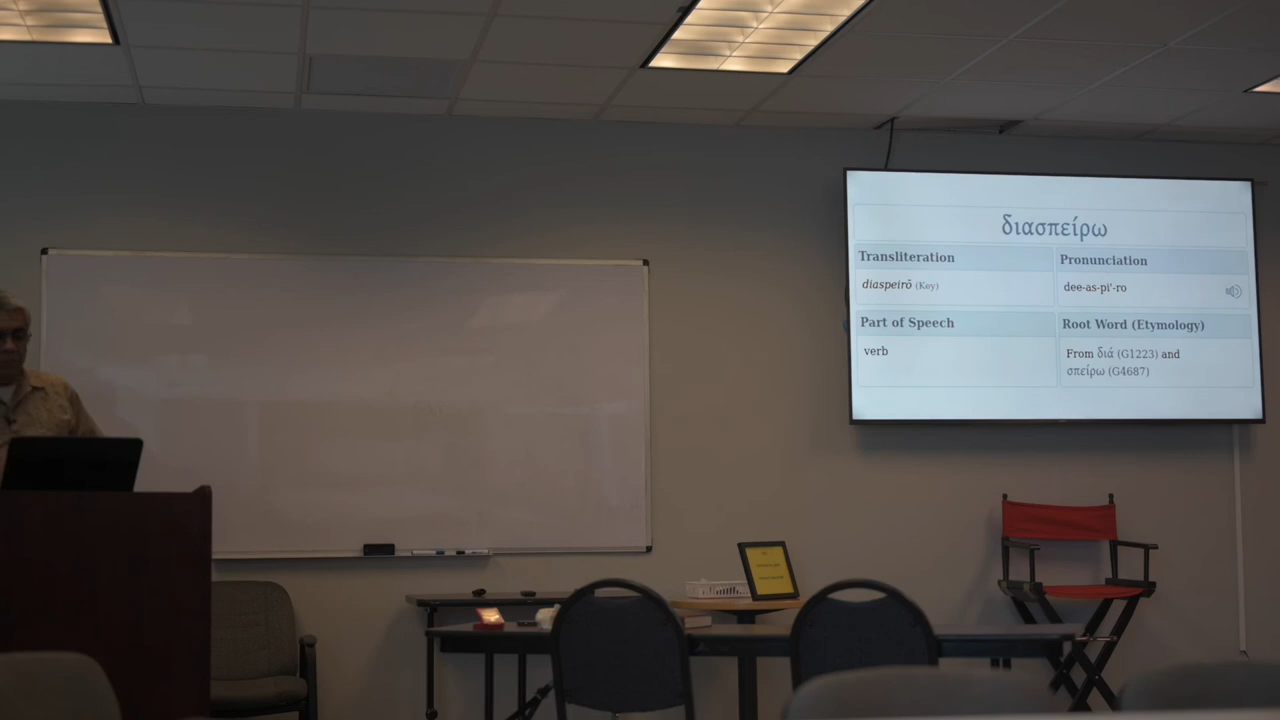 διασπείρω
Transliteration
Pronunciation
diaspeirō (Key)
dee-as-pi'-ro
Part of Speech
Root Word (Etymology)
verb
From διά (G1223) and
σπείρω (G4687)